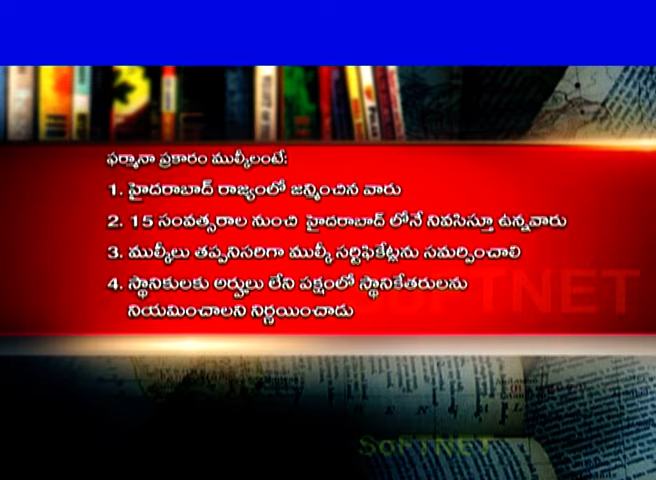 ఫర్మానా ప్రకారం ముల్కీలంటే:
1. హైదరాబాద్ రాజ్యంలో జన్మించిన వారు
2. 15 సంవత్సరాల నుంచి హైదరాబాద్ లోనే నివసిస్తూ ఉన్నవారు
3. ముల్కీలు తప్పనిసరిగా ముల్కీ సర్టిఫికేట్లను సమర్పించాలి
4. స్థానికులకు అర్హులు లేని పక్షంలో స్థానికేతరులను
నియమించాలని నిర్ణయించాడు
SoFTNET
SoFTNET